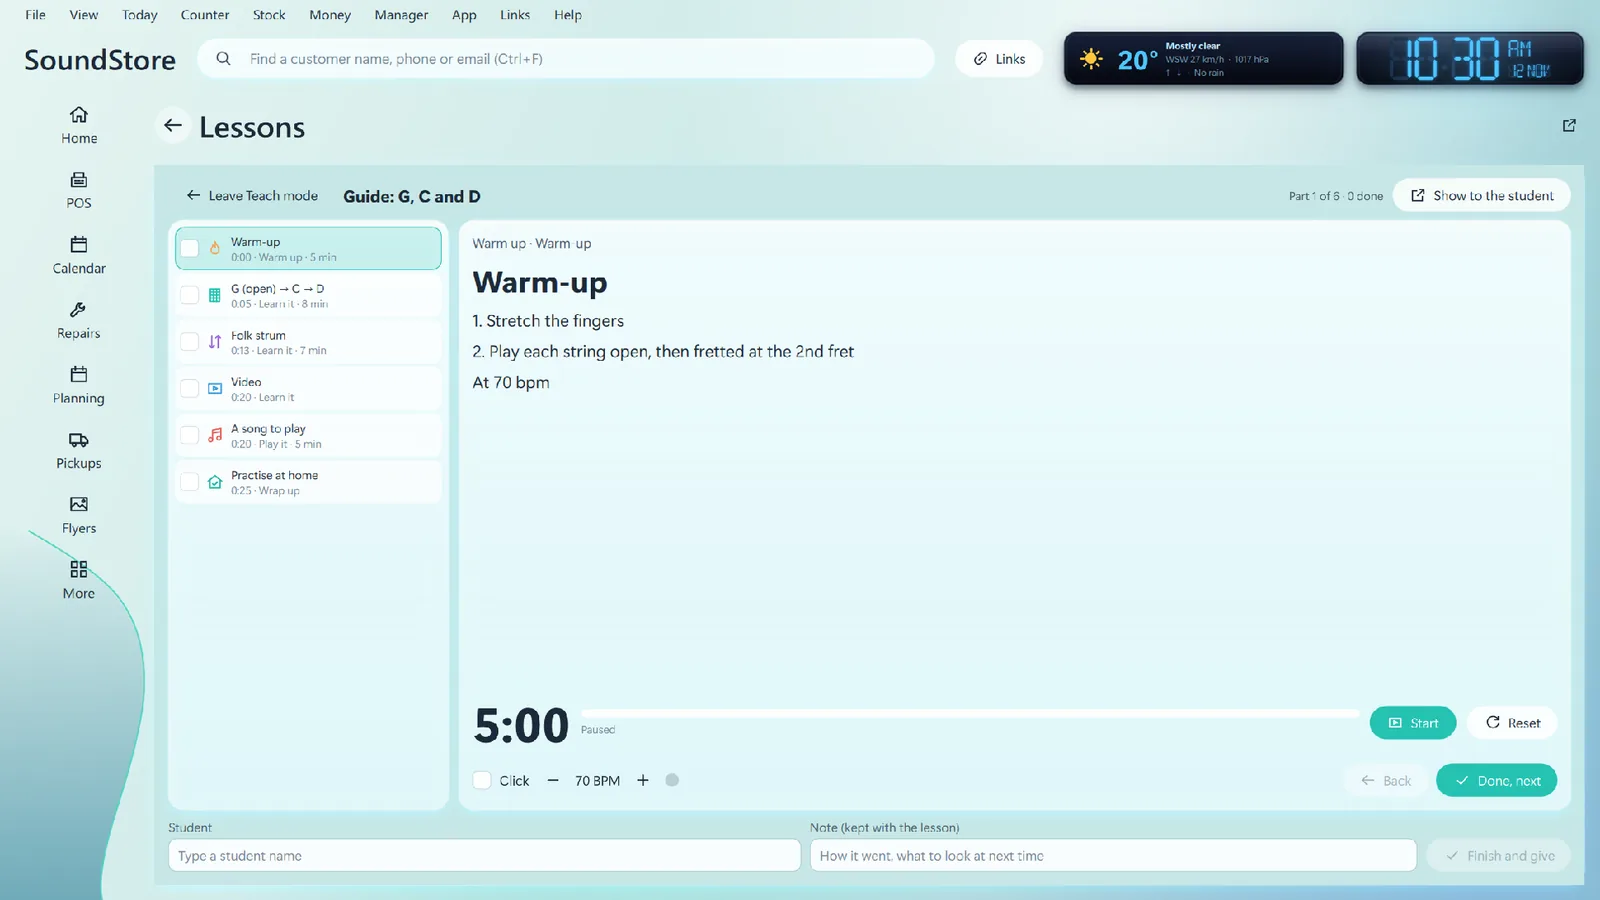 File View Today Counter Stock Money Manager App Links Help
SoundStore
Find a customer name, phone or email (Ctrl+F)
Links
20°
Mostly clear
WSW 27 km/h · 1017 hPa
No rain
10:30 AM
12 NOV
Home
POS
Calendar
Repairs
Planning
Pickups
Flyers
More
Lessons
Leave Teach mode
Guide: G, C and D
Part 1 of 6 · 0 done
Show to the student
Warm-up
0:00 · Warm up · 5 min
G (open) → C → D
0:05 · Learn it · 8 min
Folk strum
0:13 · Learn it · 7 min
Video
0:20 · Learn it
A song to play
0:20 · Play it · 5 min
Practise at home
0:25 · Wrap up
Warm up · Warm-up
Warm-up
1. Stretch the fingers
2. Play each string open, then fretted at the 2nd fret
At 70 bpm
5:00
Paused
Start
Reset
Click
70 BPM
Back
Done, next
Student
Type a student name
Note (kept with the lesson)
How it went, what to look at next time
Finish and give